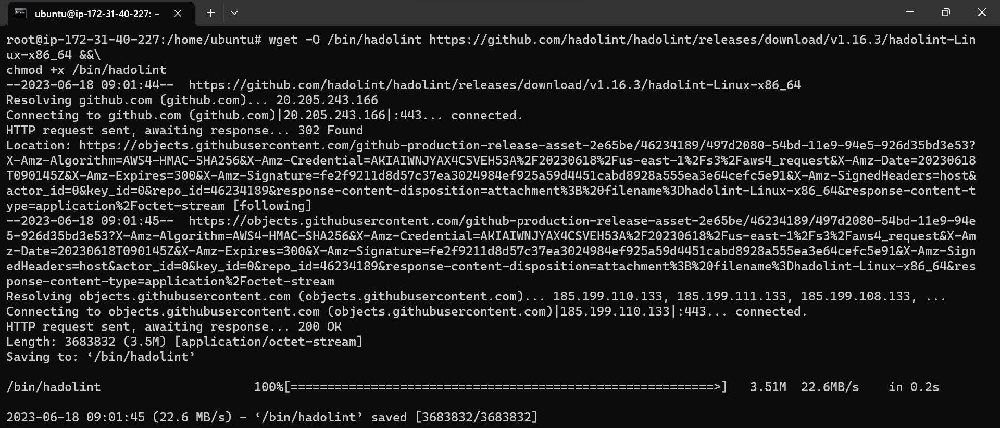 ubuntu@ip-172-31-40-227: ~
root@ip-172-31-40-227:/home/ubuntu# wget -O /bin/hadolint https://github.com/hadolint/hadolint/releases/download/v1.16.3/hadolint-Lin
ux-x86_64 &&\
chmod +x /bin/hadolint
--2023-06-18 09:01:44--  https://github.com/hadolint/hadolint/releases/download/v1.16.3/hadolint-Linux-x86_64
Resolving github.com (github.com)... 20.205.243.166
Connecting to github.com (github.com)|20.205.243.166|:443... connected.
HTTP request sent, awaiting response... 302 Found
Location: https://objects.githubusercontent.com/github-production-release-asset-2e65be/46234189/497d2080-54bd-11e9-94e5-926d35bd3e53?
X-Amz-Algorithm=AWS4-HMAC-SHA256&X-Amz-Credential=AKIAIWNJYAX4CSVEH53A%2F20230618%2Fus-east-1%2Fs3%2Faws4_request&X-Amz-Date=20230618
T090145Z&X-Amz-Expires=300&X-Amz-Signature=fe2f9211d8d57c37ea3024984ef925a59d4451cabd8928a555ea3e64cefc5e91&X-Amz-SignedHeaders=host&
actor_id=0&key_id=0&repo_id=46234189&response-content-disposition=attachment%3B%20filename%3Dhadolint-Linux-x86_64&response-content-t
ype=application%2Foctet-stream [following]
--2023-06-18 09:01:45--  https://objects.githubusercontent.com/github-production-release-asset-2e65be/46234189/497d2080-54bd-11e9-94e
5-926d35bd3e53?X-Amz-Algorithm=AWS4-HMAC-SHA256&X-Amz-Credential=AKIAIWNJYAX4CSVEH53A%2F20230618%2Fus-east-1%2Fs3%2Faws4_request&X-Am
z-Date=20230618T090145Z&X-Amz-Expires=300&X-Amz-Signature=fe2f9211d8d57c37ea3024984ef925a59d4451cabd8928a555ea3e64cefc5e91&X-Amz-Sign
edHeaders=host&actor_id=0&key_id=0&repo_id=46234189&response-content-disposition=attachment%3B%20filename%3Dhadolint-Linux-x86_64&res
ponse-content-type=application%2Foctet-stream
Resolving objects.githubusercontent.com (objects.githubusercontent.com)... 185.199.110.133, 185.199.111.133, 185.199.108.133, ...
Connecting to objects.githubusercontent.com (objects.githubusercontent.com)|185.199.110.133|:443... connected.
HTTP request sent, awaiting response... 200 OK
Length: 3683832 (3.5M) [application/octet-stream]
Saving to: ‘/bin/hadolint’
/bin/hadolint                     100%[==========================================================>]   3.51M  22.6MB/s    in 0.2s
2023-06-18 09:01:45 (22.6 MB/s) - ‘/bin/hadolint’ saved [3683832/3683832]